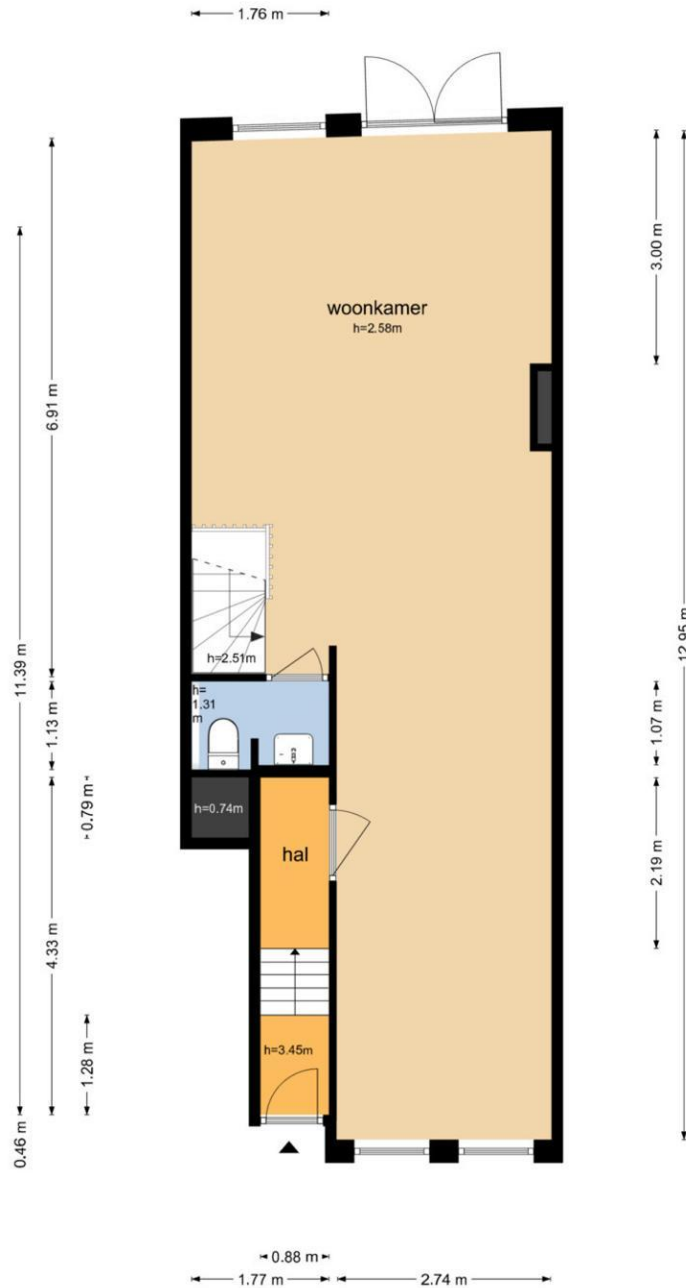 1.76 m
woonkamer
h=2.58m
3.00 m
6.91 m
11.39 m
12.95 m
h=2.51m
h=
1.31
m
1.13 m
1.07 m
h=0.74m
0.79 m
hal
2.19 m
4.33 m
h=3.45m
1.28 m
0.46 m
0.88 m
1.77 m
2.74 m